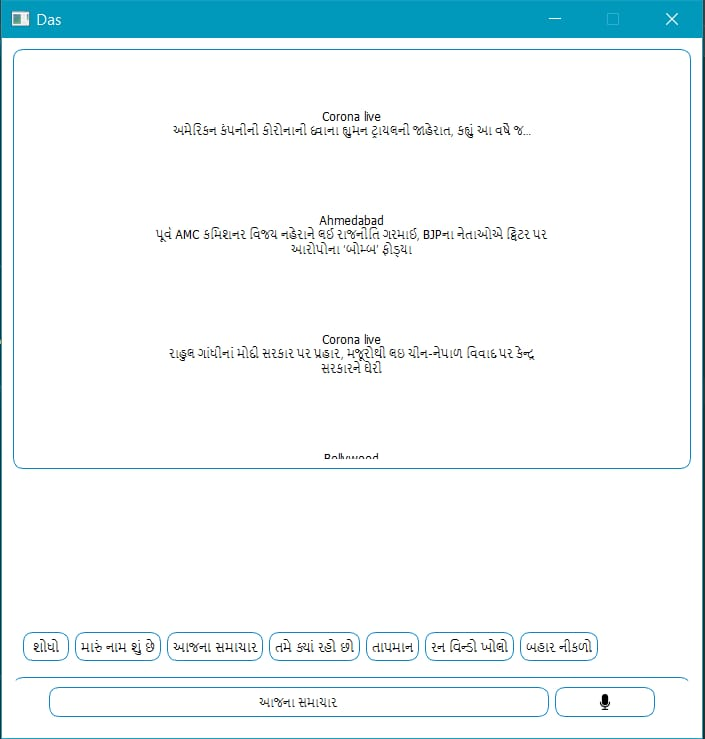 Das
Corona live
અમેરિકન કંપનીની કોરોનાની દવાના હ્યુમન ટ્રાયલની જાહેરાત, કહ્યું આ વર્ષે જ...
Ahmedabad
પૂર્વ AMC કમિશનર વિજય નહેરાને લઈ રાજનીતિ ગરમાઈ, BJPના નેતાઓએ ટ્વિટર પર
આરોપોના 'બોમ્બ' ફોડ્યા
Corona live
રાહુલ ગાંધીનાં મોદી સરકાર પર પ્રહાર, મજૂરોથી લઇ ચીન-નેપાળ વિવાદ પર કેન્દ્ર
સરકારને ઘેરી
Bollywood
શોધો મારું નામ શું છે આજના સમાચાર તમે ક્યાં રહો છો તાપમાન રન વિન્ડો ખોલો બહાર નીકળો
આજના સમાચાર